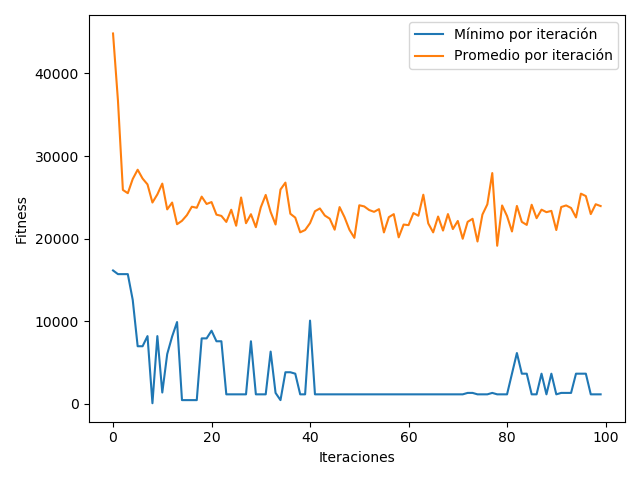 Mínimo por iteración
Promedio por iteración
Fitness
40000
30000
20000
10000
0
0 20 40 60 80 100
Iteraciones